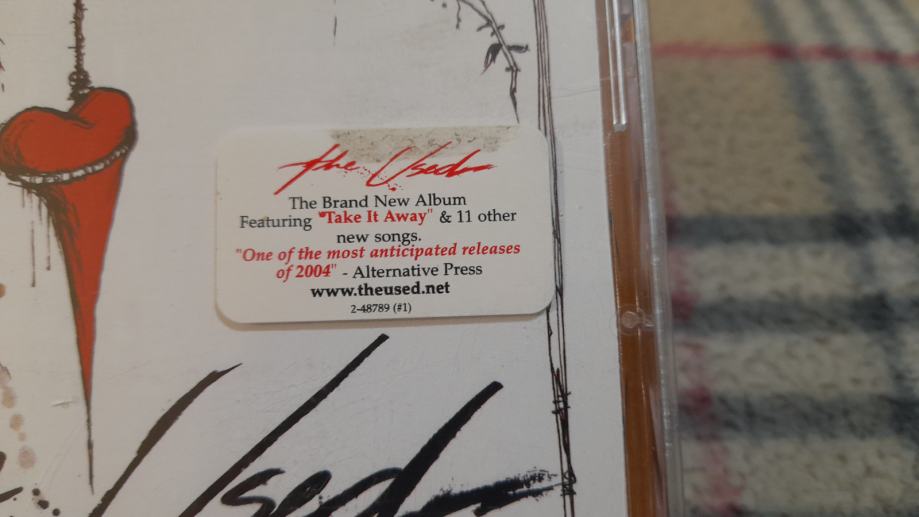 the Used
The Brand New Album
Featuring "Take It Away" & 11 other
new songs.
"One of the most anticipated releases
of 2004" - Alternative Press
www.theused.net
2-48789 (#1)
Used